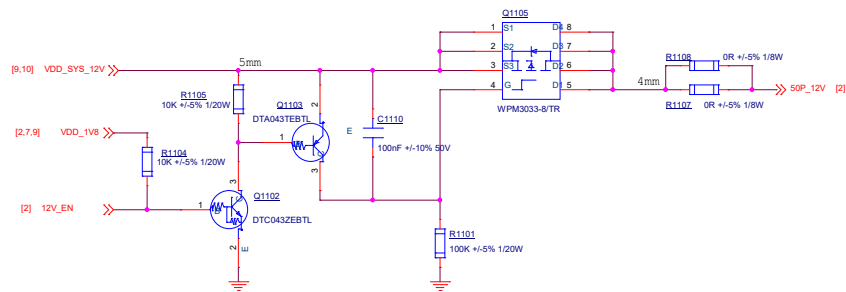 Q1105
1 S1 D4 8
2 S2 D3 7
3 S3 D2 6
4 G D1 5
WPM3033-8/TR
[9,10] VDD_SYS_12V
5mm
R1108 0R +/-5% 1/8W
4mm
50P_12V [2]
R1107 0R +/-5% 1/8W
R1105
10K +/-5% 1/20W
Q1103
DTA043TEBTL
2
1
3
E
C1110
100nF +/-10% 50V
[2,7,9] VDD_1V8
R1104
10K +/-5% 1/20W
[2] 12V_EN
3
1
2
E
Q1102
DTC043ZEBTL
R1101
100K +/-5% 1/20W